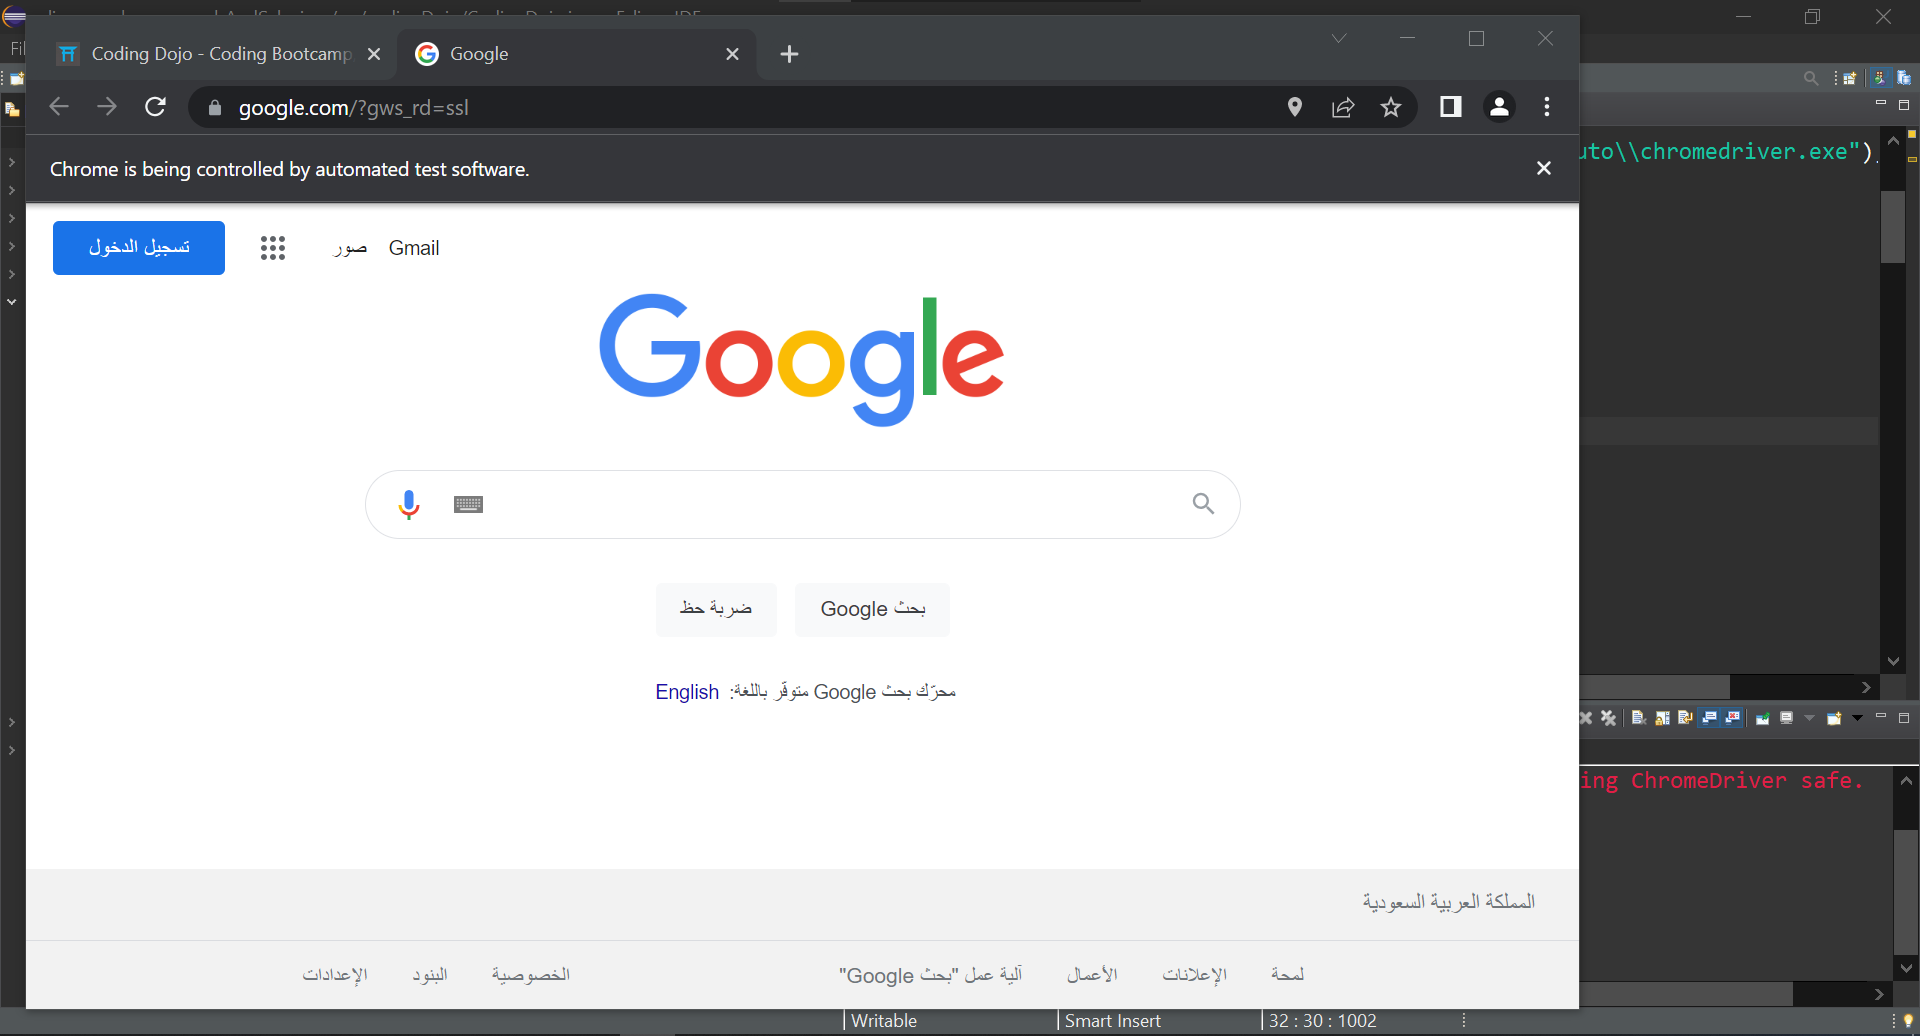 Fil
Coding Dojo - Coding Bootcamp
Google
google.com/?gws_rd=ssl
Chrome is being controlled by automated test software.
uto\\chromedriver.exe")
تسجيل الدخول
صور
Gmail
Google
ضربة حظ
بحث Google
محرّك بحث Google متوفّر باللغة: English
ing ChromeDriver safe.
المملكة العربية السعودية
لمحة
الإعلانات
الأعمال
آلية عمل "بحث Google"
الخصوصية
البنود
الإعدادات
Writable
Smart Insert
32 : 30 : 1002